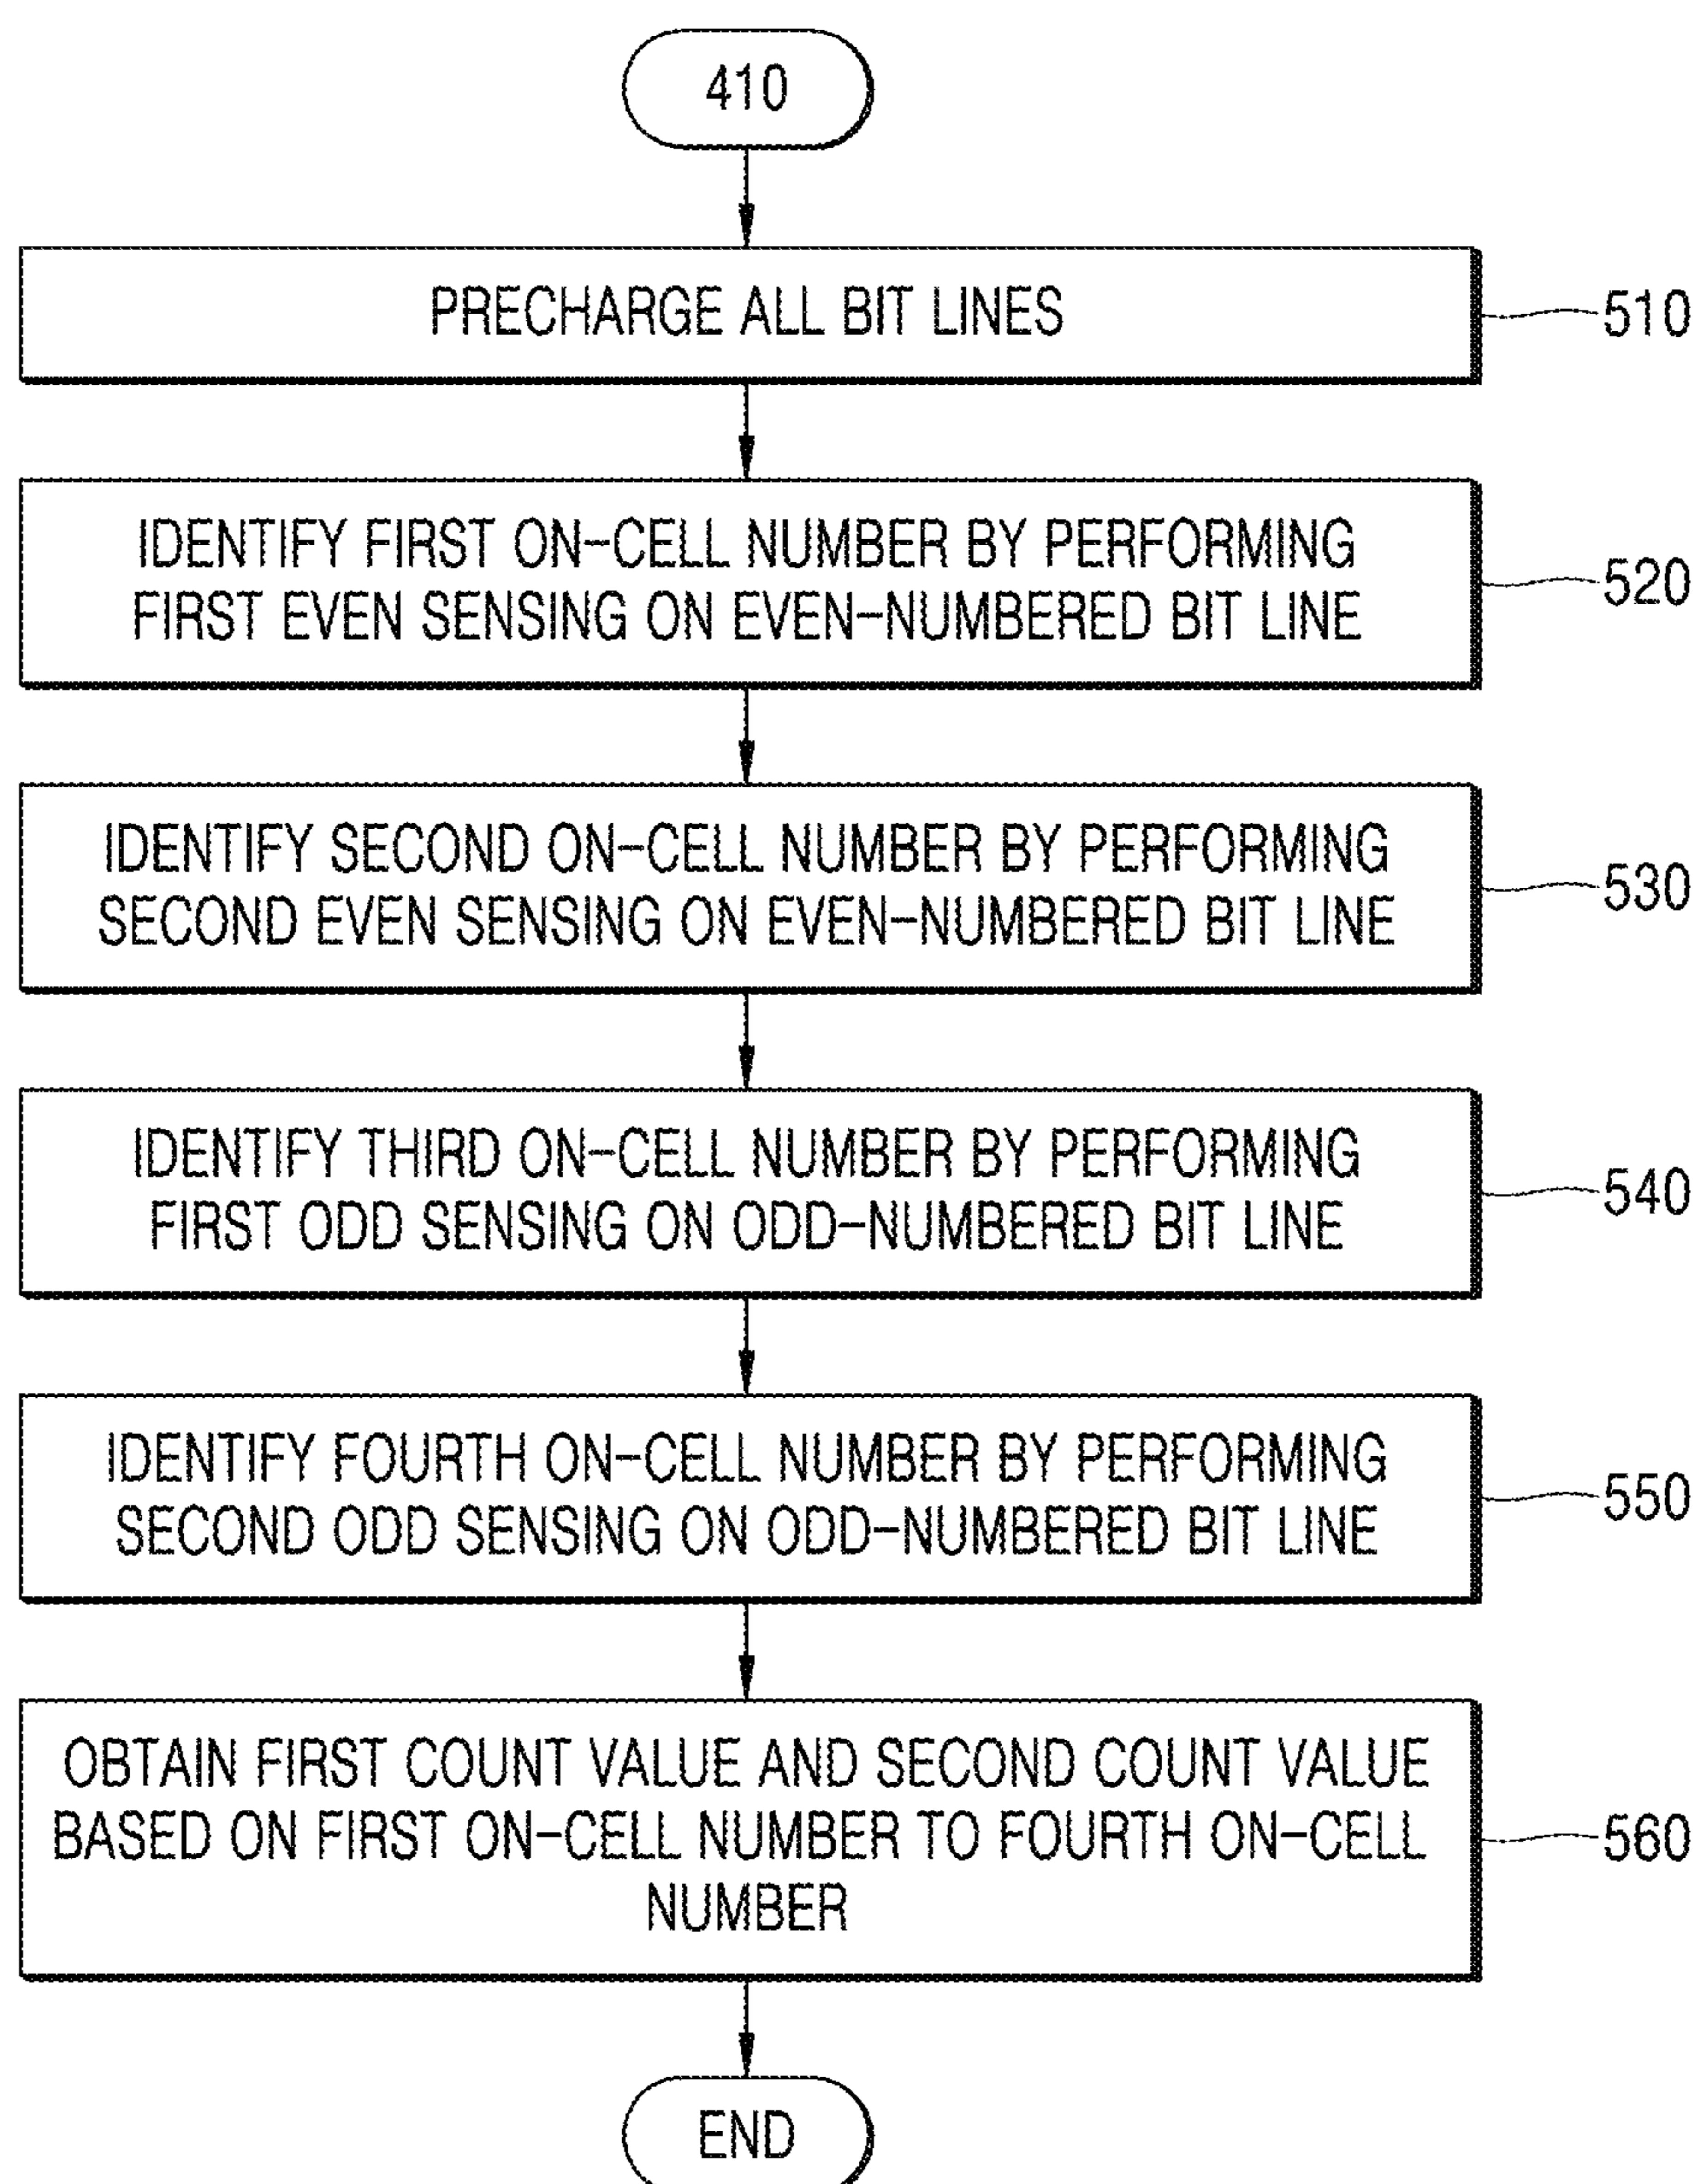 410
PRECHARGE ALL BIT LINES
510
IDENTIFY FIRST ON-CELL NUMBER BY PERFORMING
FIRST EVEN SENSING ON EVEN-NUMBERED BIT LINE
520
IDENTIFY SECOND ON-CELL NUMBER BY PERFORMING
SECOND EVEN SENSING ON EVEN-NUMBERED BIT LINE
530
IDENTIFY THIRD ON-CELL NUMBER BY PERFORMING
FIRST ODD SENSING ON ODD-NUMBERED BIT LINE
540
IDENTIFY FOURTH ON-CELL NUMBER BY PERFORMING
SECOND ODD SENSING ON ODD-NUMBERED BIT LINE
550
OBTAIN FIRST COUNT VALUE AND SECOND COUNT VALUE
BASED ON FIRST ON-CELL NUMBER TO FOURTH ON-CELL
NUMBER
560
END